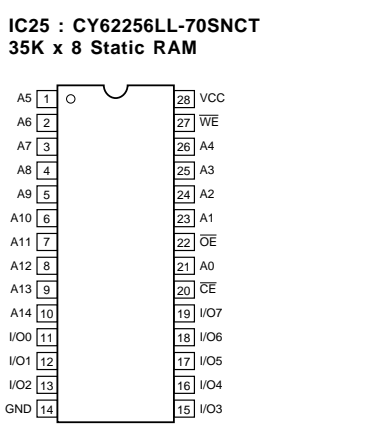 IC25 : CY62256LL-70SNCT
35K x 8 Static RAM
A5 1 28 VCC
A6 2 27 WE
A7 3 26 A4
A8 4 25 A3
A9 5 24 A2
A10 6 23 A1
A11 7 22 OE
A12 8 21 A0
A13 9 20 CE
A14 10 19 I/O7
I/O0 11 18 I/O6
I/O1 12 17 I/O5
I/O2 13 16 I/O4
GND 14 15 I/O3